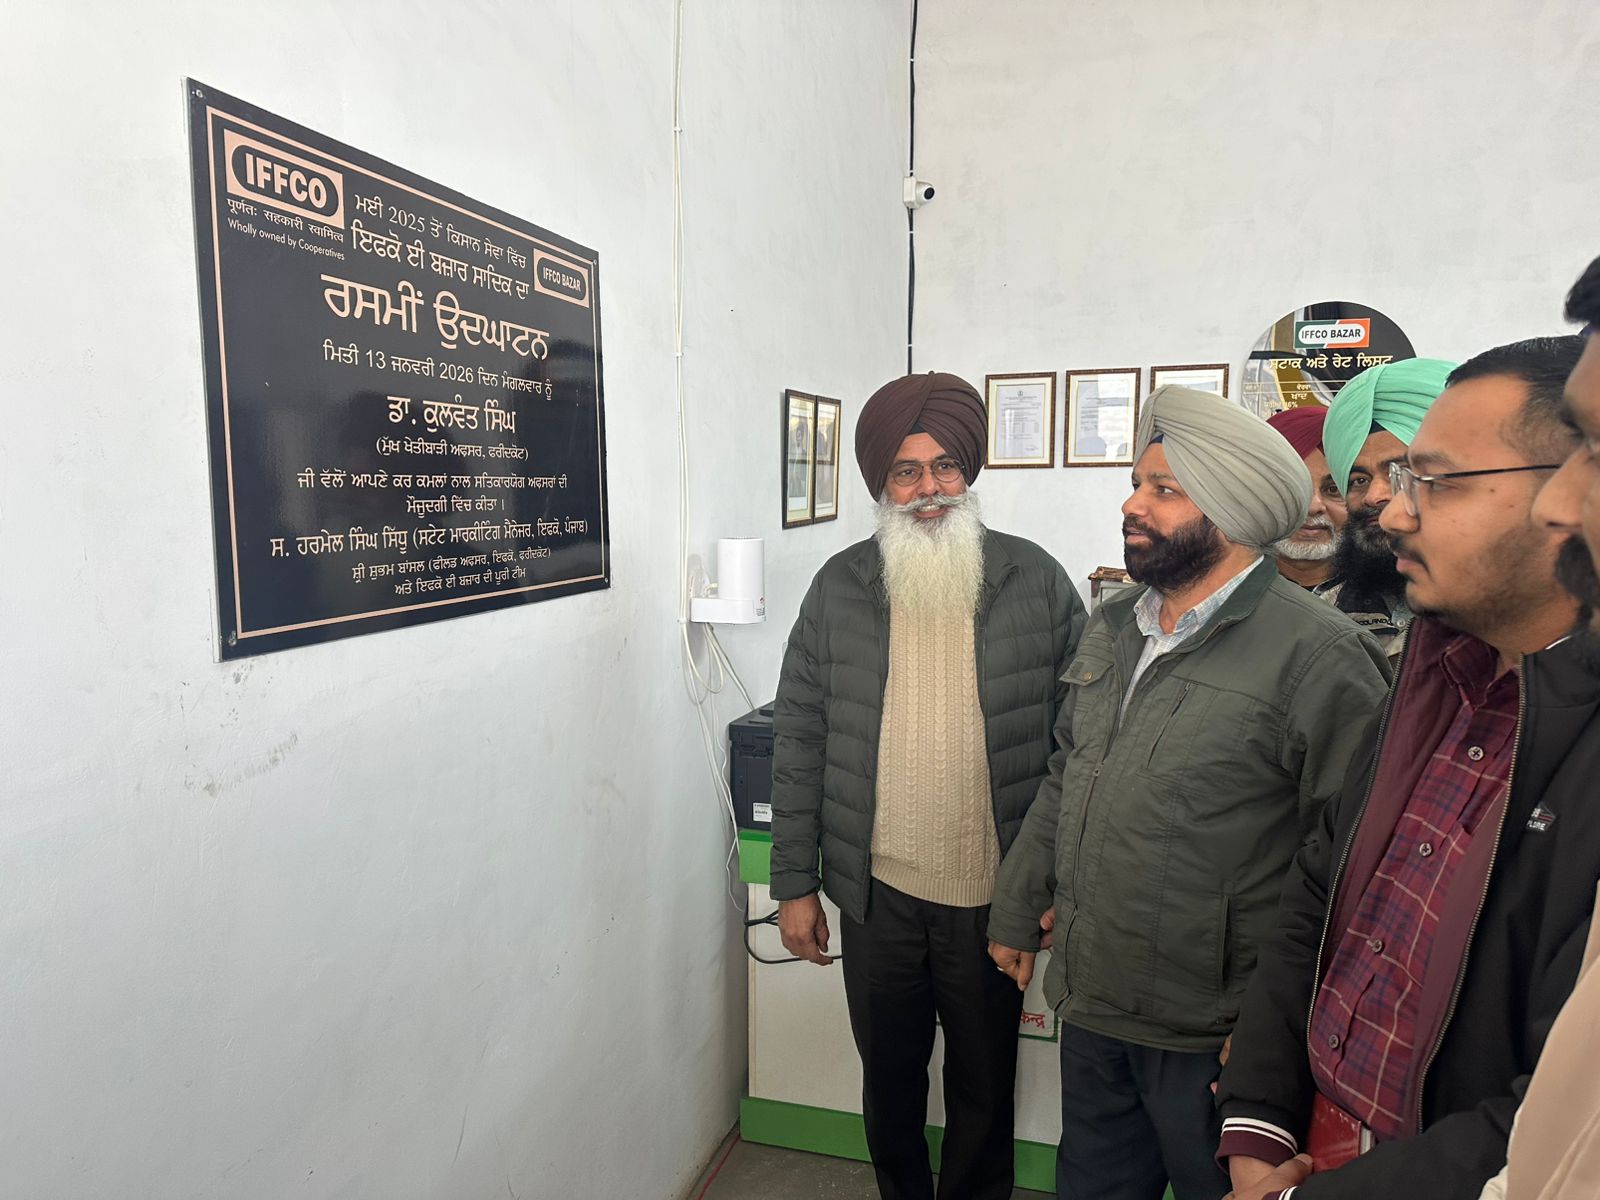 IFFCO
पूर्णतः सहकारी स्वामित्व
Wholly owned by Cooperatives
ਮਈ 2025 ਤੋਂ ਕਿਸਾਨ ਸੇਵਾ ਵਿੱਚ
ਇਫਕੋ ਈ ਬਜ਼ਾਰ ਸਾਦਿਕ ਦਾ
IFFCO BAZAR
ਰਸਮੀਂ ਉਦਘਾਟਨ
ਮਿਤੀ 13 ਜਨਵਰੀ 2026 ਦਿਨ ਮੰਗਲਵਾਰ ਨੂੰ
ਡਾ. ਕੁਲਵੰਤ ਸਿੰਘ
(ਮੁੱਖ ਖੇਤੀਬਾੜੀ ਅਫਸਰ, ਫਰੀਦਕੋਟ)
ਜੀ ਵੱਲੋਂ ਆਪਣੇ ਕਰ ਕਮਲਾਂ ਨਾਲ ਸਤਿਕਾਰਯੋਗ ਅਫਸਰਾਂ ਦੀ
ਮੌਜੂਦਗੀ ਵਿੱਚ ਕੀਤਾ।
ਸ. ਹਰਮੇਲ ਸਿੰਘ ਸਿੱਧੂ (ਸਟੇਟ ਮਾਰਕੀਟਿੰਗ ਮੈਨੇਜਰ, ਇਫਕੋ, ਪੰਜਾਬ)
ਸ਼੍ਰੀ ਸ਼ੁਭਮ ਬਾਂਸਲ (ਫੀਲਡ ਅਫਸਰ, ਇਫਕੋ, ਫਰੀਦਕੋਟ)
ਅਤੇ ਇਫਕੋ ਈ ਬਜ਼ਾਰ ਦੀ ਪੂਰੀ ਟੀਮ
IFFCO BAZAR
ਸਟਾਕ ਅਤੇ ਰੇਟ ਲਿਸਟ
ਖਾਦ